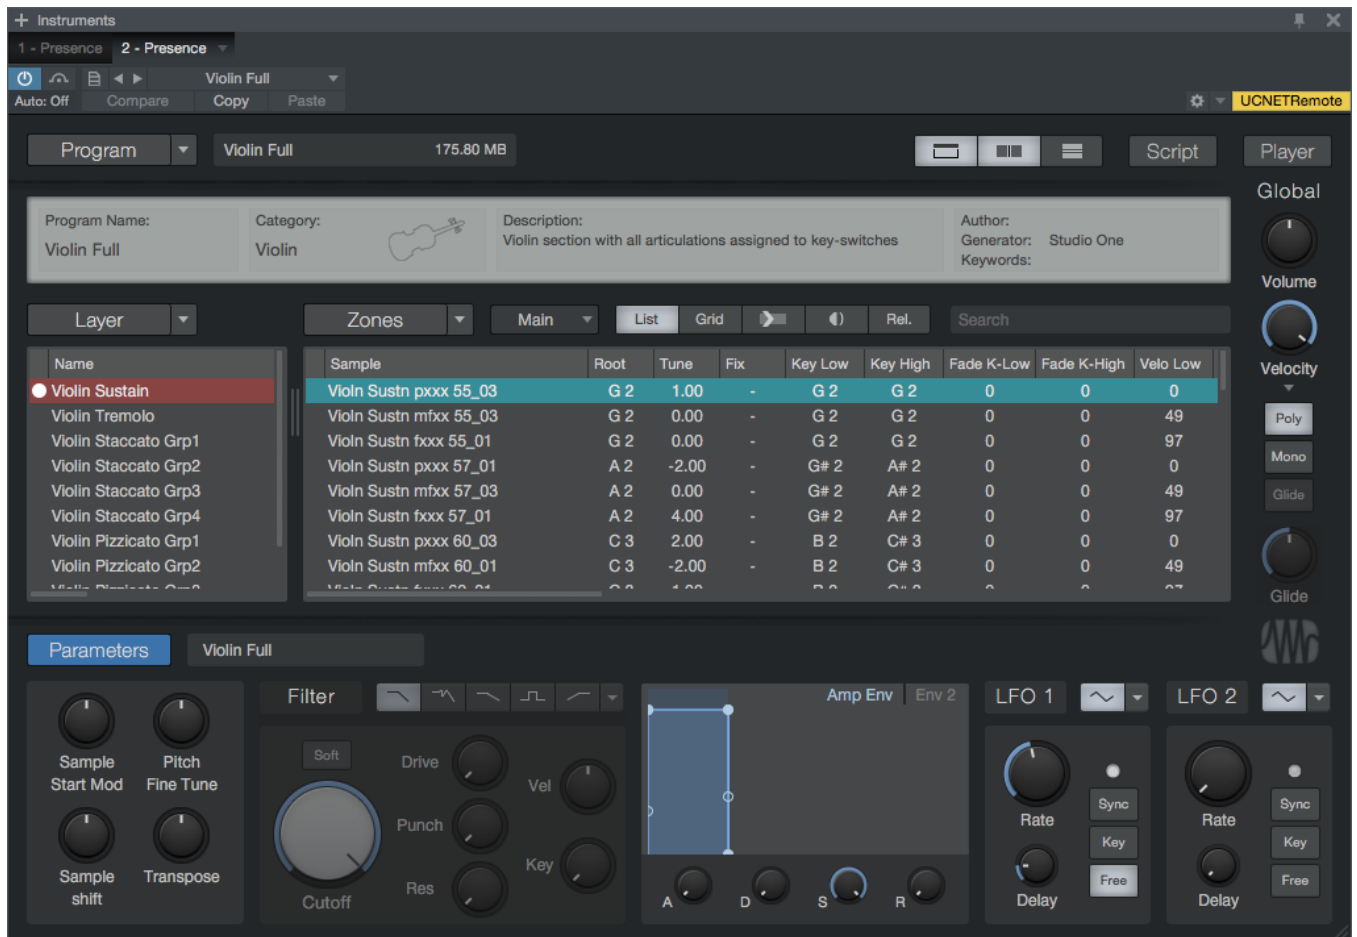 Instruments
1 - Presence 2 - Presence
Violin Full
Auto: Off Compare Copy Paste UCNETRemote
Program Violin Full 175.80 MB Script Player
Global
Program Name: Category: Description: Author:
Violin Full Violin Violin section with all articulations assigned to key-switches Generator: Studio One
Keywords:
Volume
Layer Zones Main List Grid Rel. Search
Name Sample Root Tune Fix Key Low Key High Fade K-Low Fade K-High Velo Low
Velocity
Violin Sustain Violn Sustn pxxx 55_03 G 2 1.00 - G 2 G 2 0 0 0
Violin Tremolo Violn Sustn mfxx 55_03 G 2 0.00 - G 2 G 2 0 0 49
Poly
Violin Staccato Grp1 Violn Sustn fxxx 55_01 G 2 0.00 - G 2 G 2 0 0 97
Violin Staccato Grp2 Violn Sustn pxxx 57_01 A 2 -2.00 - G# 2 A# 2 0 0 0
Mono
Violin Staccato Grp3 Violn Sustn mfxx 57_03 A 2 0.00 - G# 2 A# 2 0 0 49
Glide
Violin Staccato Grp4 Violn Sustn fxxx 57_01 A 2 4.00 - G# 2 A# 2 0 0 97
Violin Pizzicato Grp1 Violn Sustn pxxx 60_03 C 3 2.00 - B 2 C# 3 0 0 0
Violin Pizzicato Grp2 Violn Sustn mfxx 60_01 C 3 -2.00 - B 2 C# 3 0 0 49
Glide
Parameters Violin Full
Filter Amp Env Env 2 LFO 1 LFO 2
Sample Start Mod Pitch Fine Tune
Soft Drive Vel
Punch
Sample shift Transpose
Key
Res
Cutoff
A D S R
Rate Sync Rate Sync
Key Key
Delay Free Delay Free